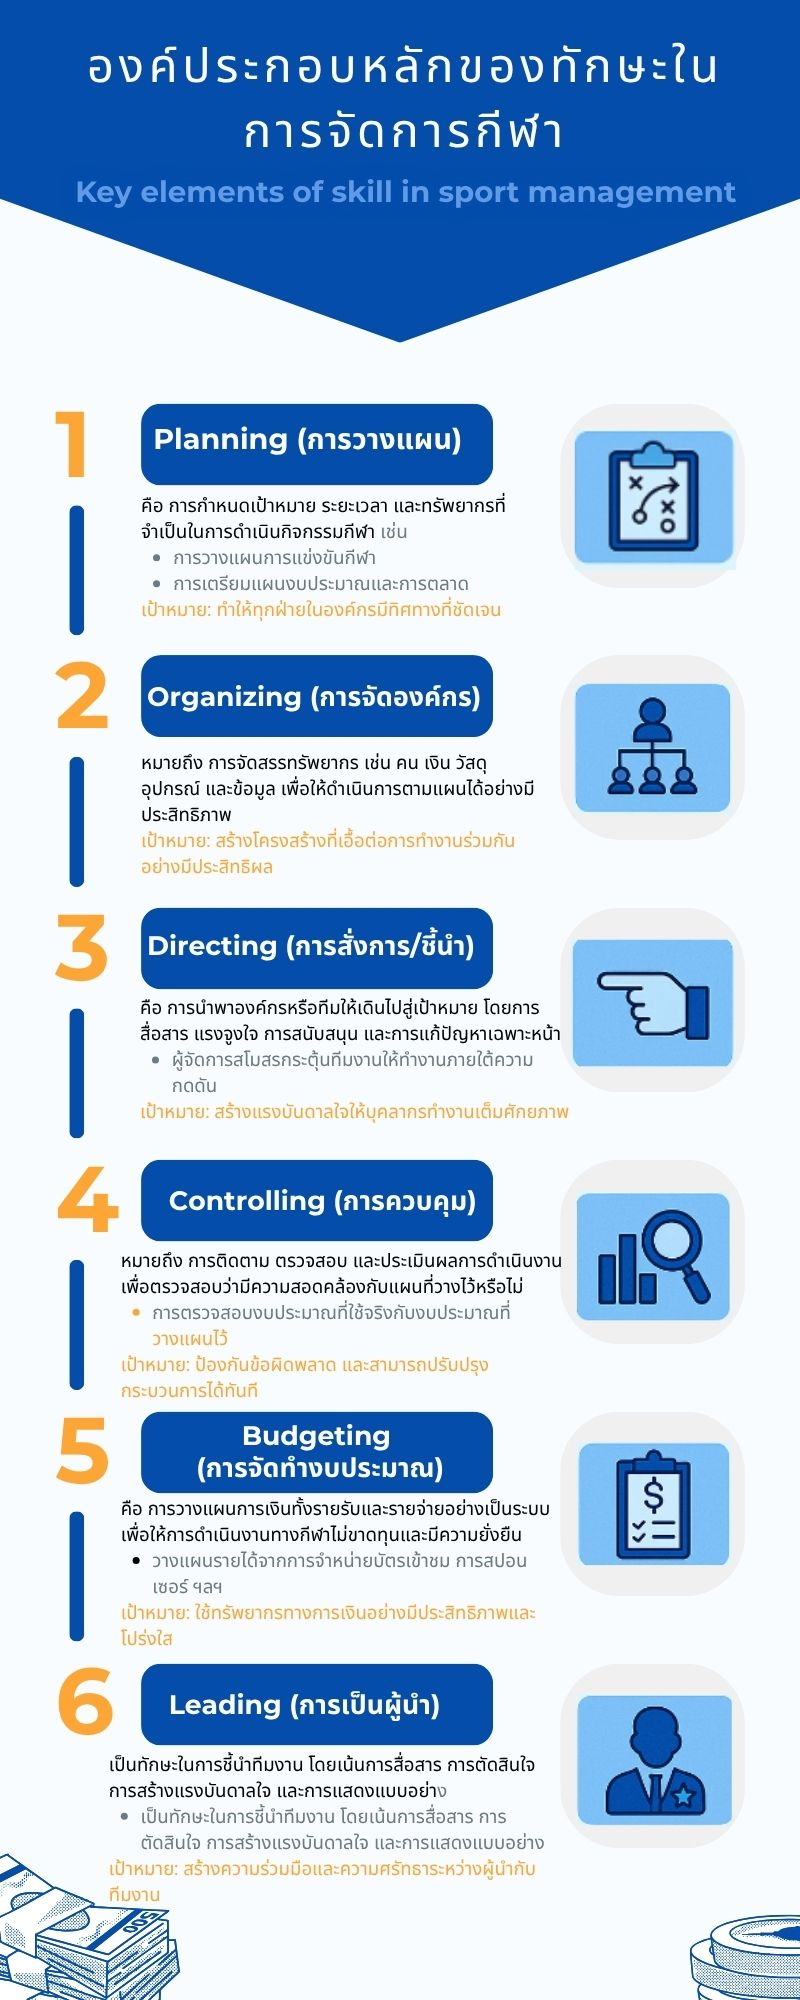 องค์ประกอบหลักของทักษะใน
การจัดการกีฬา
Key elements of skill in sport management
1
Planning (การวางแผน)
คือ การกำหนดเป้าหมาย ระยะเวลา และทรัพยากรที่
จำเป็นในการดำเนินกิจกรรมกีฬา เช่น
• การวางแผนการแข่งขันกีฬา
• การเตรียมแผนงบประมาณและการตลาด
เป้าหมาย: ทำให้ทุกฝ่ายในองค์กรมีทิศทางที่ชัดเจน
2
Organizing (การจัดองค์กร)
หมายถึง การจัดสรรทรัพยากร เช่น คน เงิน วัสดุ
อุปกรณ์ และข้อมูล เพื่อให้ดำเนินการตามแผนได้อย่างมี
ประสิทธิภาพ
เป้าหมาย: สร้างโครงสร้างที่เอื้อต่อการทำงานร่วมกัน
อย่างมีประสิทธิผล
3
Directing (การสั่งการ/ชี้นำ)
คือ การนำพาองค์กรหรือทีมให้เดินไปสู่เป้าหมาย โดยการ
สื่อสาร แรงจูงใจ การสนับสนุน และการแก้ปัญหาเฉพาะหน้า
• ผู้จัดการสโมสรกระตุ้นทีมงานให้ทำงานภายใต้ความ
กดดัน
เป้าหมาย: สร้างแรงบันดาลใจให้บุคลากรทำงานเต็มศักยภาพ
4
Controlling (การควบคุม)
หมายถึง การติดตาม ตรวจสอบ และประเมินผลการดำเนินงาน
เพื่อตรวจสอบว่ามีความสอดคล้องกับแผนที่วางไว้หรือไม่
• การตรวจสอบงบประมาณที่ใช้จริงกับงบประมาณที่
วางแผนไว้
เป้าหมาย: ป้องกันข้อผิดพลาด และสามารถปรับปรุง
กระบวนการได้ทันที
5
Budgeting
(การจัดทำงบประมาณ)
คือ การวางแผนการเงินทั้งรายรับและรายจ่ายอย่างเป็นระบบ
เพื่อให้การดำเนินงานทางกีฬาไม่ขาดทุนและมีความยั่งยืน
• วางแผนรายได้จากการจำหน่ายบัตรเข้าชม การสปอน
เซอร์ ฯลฯ
เป้าหมาย: ใช้ทรัพยากรทางการเงินอย่างมีประสิทธิภาพและ
โปร่งใส
6
Leading (การเป็นผู้นำ)
เป็นทักษะในการชี้นำทีมงาน โดยเน้นการสื่อสาร การตัดสินใจ
การสร้างแรงบันดาลใจ และการแสดงแบบอย่าง
• เป็นทักษะในการชี้นำทีมงาน โดยเน้นการสื่อสาร การ
ตัดสินใจ การสร้างแรงบันดาลใจ และการแสดงแบบอย่าง
เป้าหมาย: สร้างความร่วมมือและความศรัทธาระหว่างผู้นำกับ
ทีมงาน
500